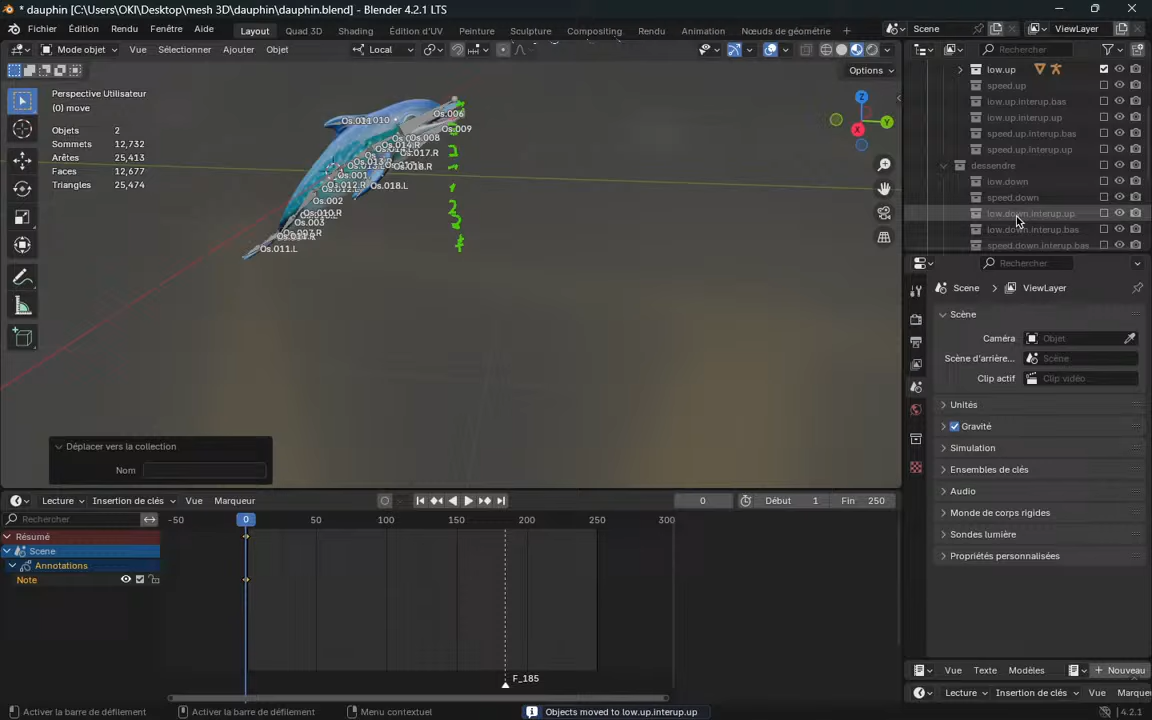 * dauphin [C:\Users\OKI\Desktop\mesh 3D\dauphin\dauphin.blend] - Blender 4.2.1 LTS
Fichier Éditer Rendu Fenêtre Aide Layout Quad 3D Shading Édition d'UV Peinture Sculpture Compositing Rendu Animation Nœuds de géométrie + Scene ViewLayer
Mode objet Vue Sélectionner Ajouter Objet Local Rechercher
Options
Perspective Utilisateur
(0) move
Objets 2
Sommets 12,732
Arêtes 25,413
Faces 12,677
Triangles 25,474
Z
Y
X
Os.006
Os.009
Os.008
Os.017.R
Os.018.R
Os.001
Os.018.L
Os.002
Os.010.R
Os.003
Os.011.L
low.up
speed.up
low.up.interup.bas
low.up.interup.up
speed.up.interup.bas
speed.up.interup.up
dessendre
low.down
speed.down
low.down.interup.up
low.down.interup.bas
speed.down.interup.bas
Rechercher
Scene > ViewLayer
Scène
Caméra Objet
Scène d'arrière... Scène
Clip actif Clip vidéo...
Unités
Gravité
Simulation
Ensembles de clés
Audio
Monde de corps rigides
Sondes lumière
Propriétés personnalisées
Déplacer vers la collection
Nom
Lecture Insertion de clés Vue Marqueur 0 Début 1 Fin 250
Rechercher -50 0 50 100 150 200 250 300
Résumé
Scene
Annotations
Note
F_185
Vue Texte Modèles + Nouveau
Lecture Insertion de clés Vue Marque
Activer la barre de défilement Activer la barre de défilement Menu contextuel Objects moved to low.up.interup.up 4.2.1